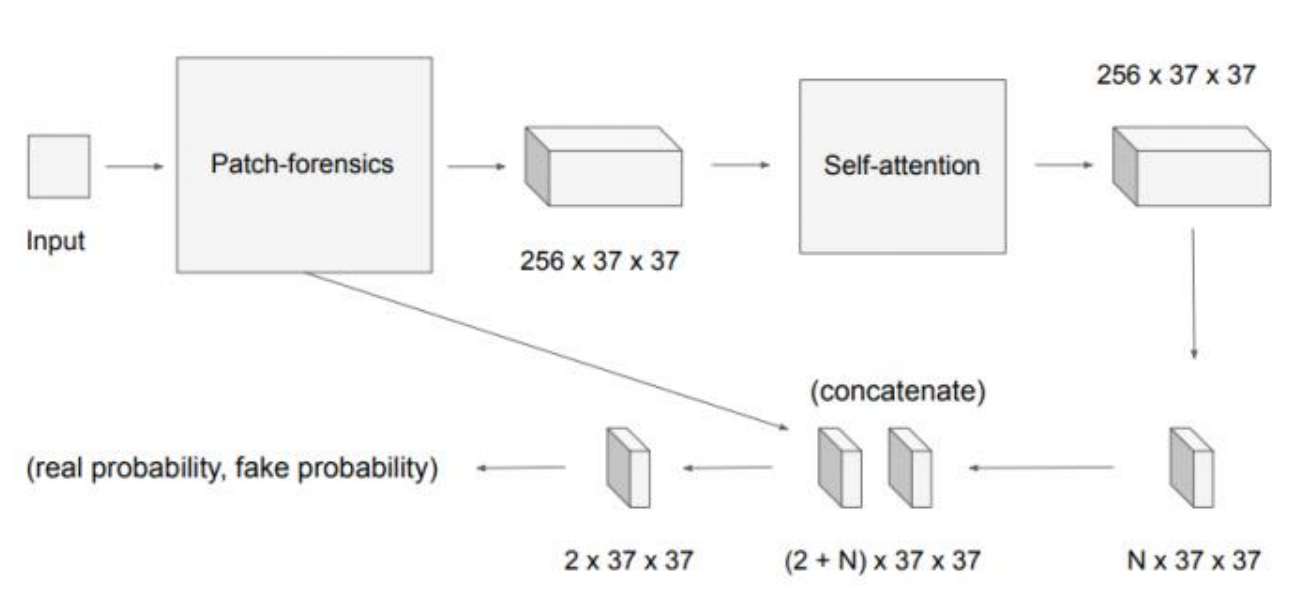 256 x 37 x 37
Patch-forensics
Self-attention
Input
256 x 37 x 37
(concatenate)
(real probability, fake probability)
2 x 37 x 37
(2 + N) x 37 x 37
N x 37 x 37